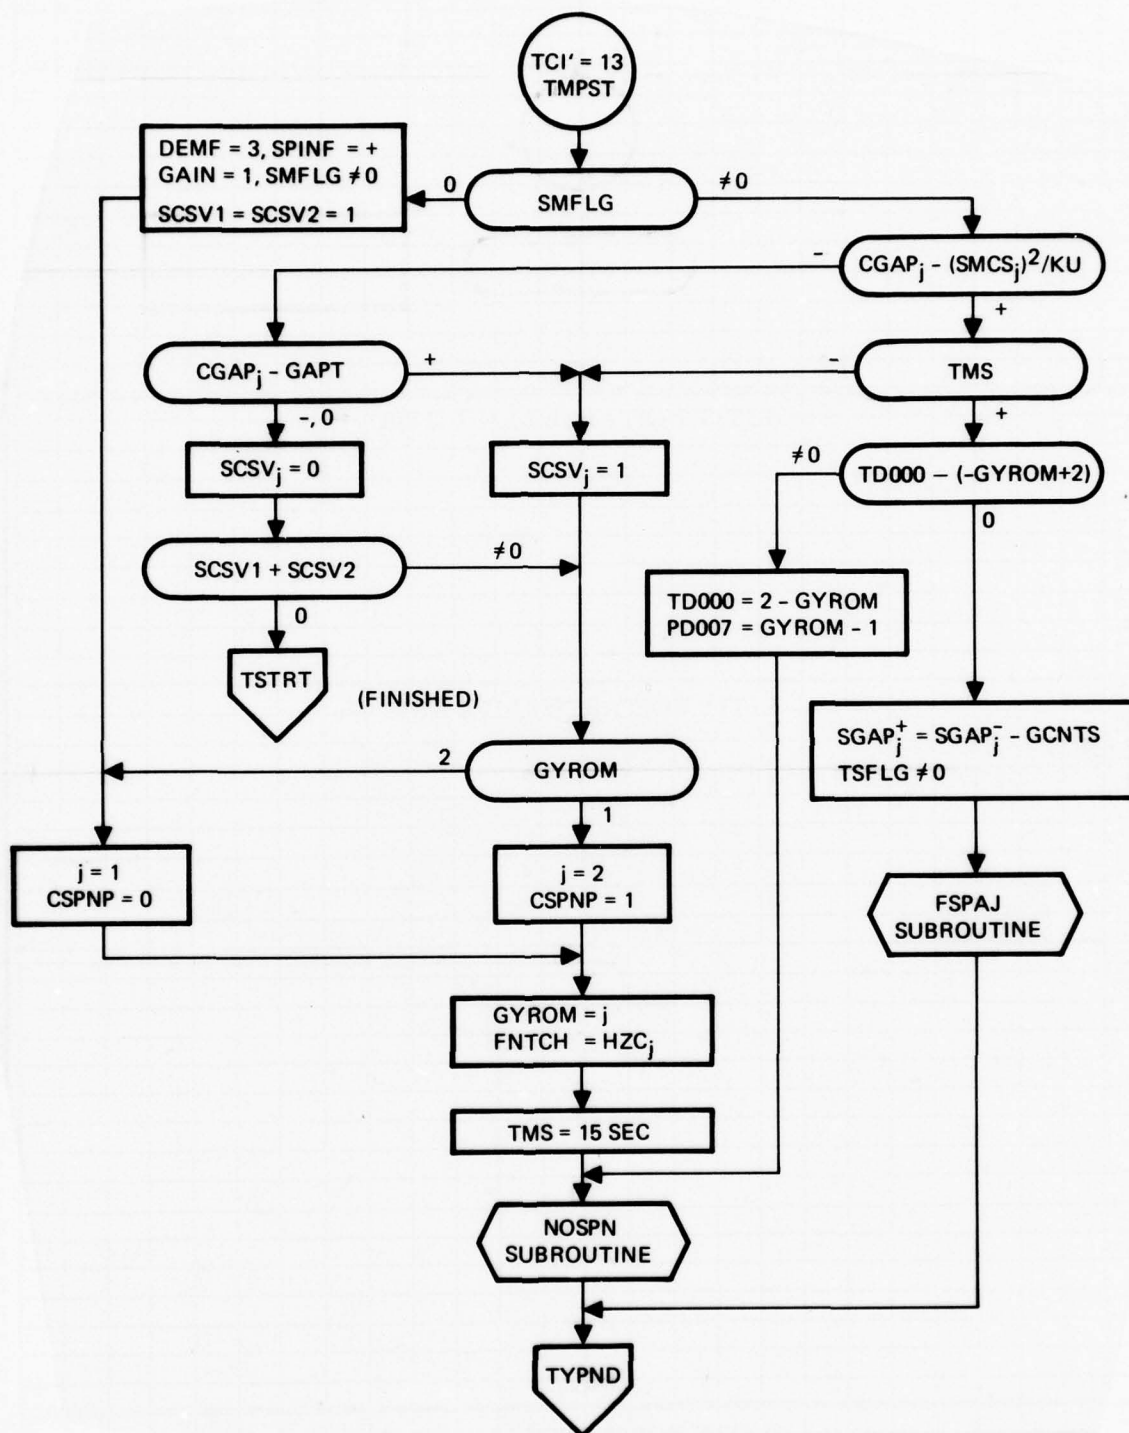 TCI' = 13
TMPST
DEMF = 3, SPINF = +
GAIN = 1, SMFLG ≠0
SCSV1 = SCSV2 = 1
0
SMFLG
≠0
-
CGAPj - (SMCSj)²/KU
+
CGAPj - GAPT
+
-
TMS
-, 0
+
SCSVj = 0
SCSVj = 1
≠0
TD000 - (-GYROM+2)
0
SCSV1 + SCSV2
≠0
0
TD000 = 2 - GYROM
PD007 = GYROM - 1
TSTRT
(FINISHED)
SGAPj⁺ = SGAPj⁻ - GCNTS
TSFLG ≠0
2
GYROM
1
j = 1
CSPNP = 0
j = 2
CSPNP = 1
FSPAJ
SUBROUTINE
GYROM = j
FNTCH = HZCj
TMS = 15 SEC
NOSPN
SUBROUTINE
TYPND